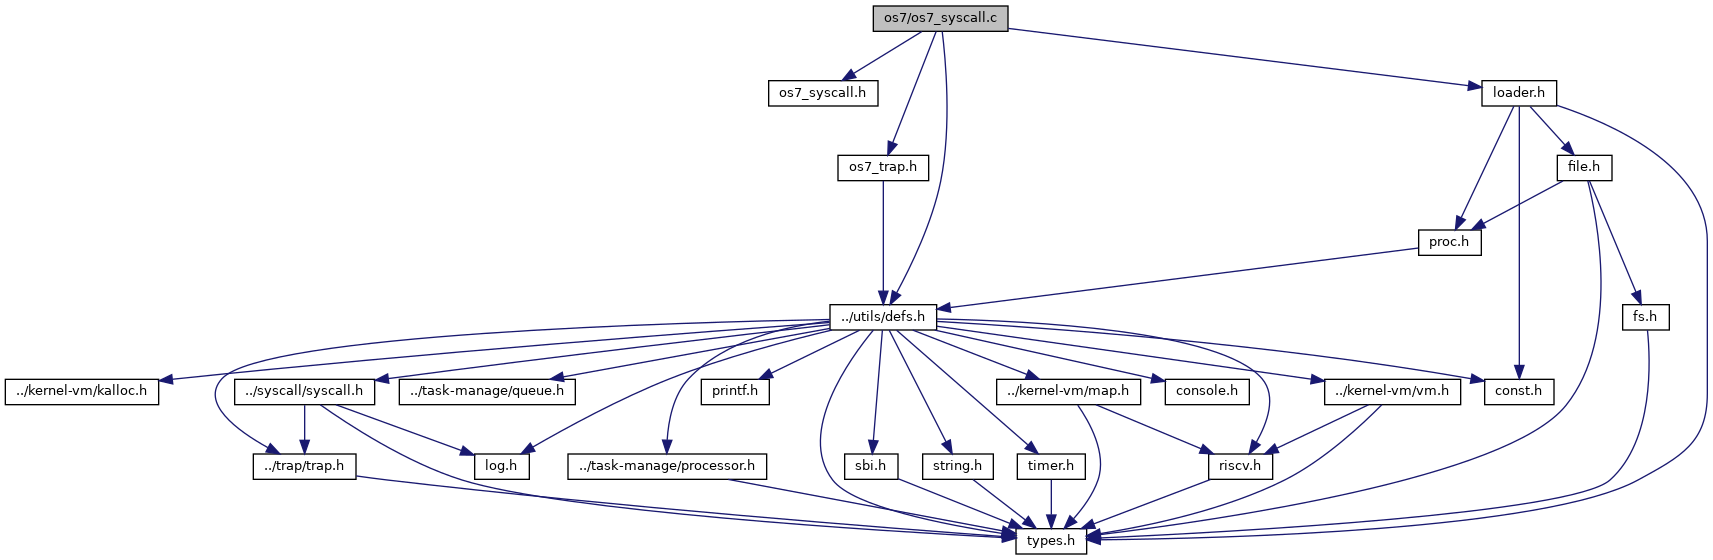 os7/os7_syscall.c
os7_syscall.h
loader.h
os7_trap.h
file.h
proc.h
../utils/defs.h
fs.h
../kernel-vm/kalloc.h
../syscall/syscall.h
../task-manage/queue.h
printf.h
../kernel-vm/map.h
console.h
../kernel-vm/vm.h
const.h
../trap/trap.h
log.h
../task-manage/processor.h
sbi.h
string.h
timer.h
riscv.h
types.h